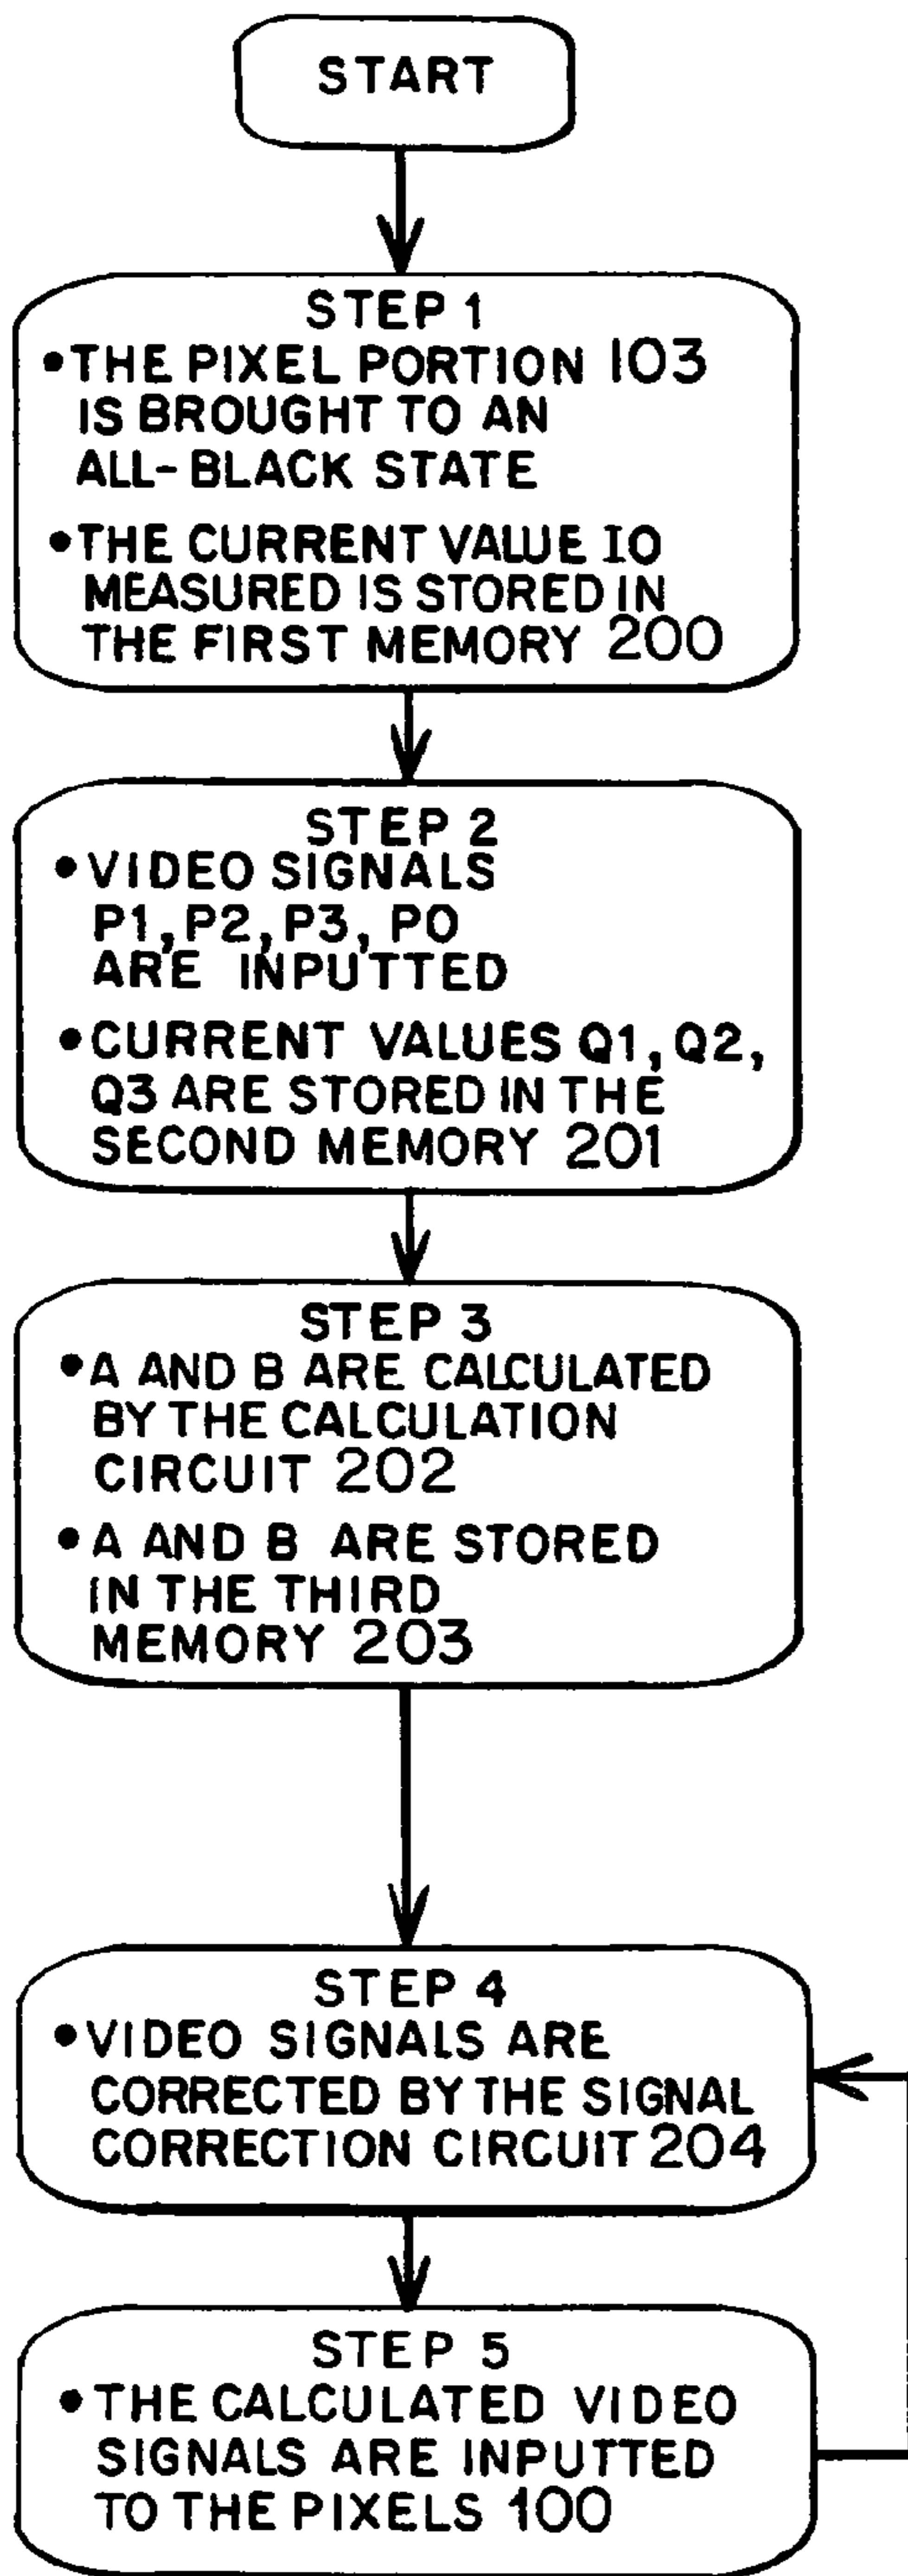 START
STEP 1
•THE PIXEL PORTION 103
IS BROUGHT TO AN
ALL-BLACK STATE
•THE CURRENT VALUE I0
MEASURED IS STORED IN
THE FIRST MEMORY 200
STEP 2
•VIDEO SIGNALS
P1, P2, P3, P0
ARE INPUTTED
•CURRENT VALUES Q1, Q2,
Q3 ARE STORED IN THE
SECOND MEMORY 201
STEP 3
•A AND B ARE CALCULATED
BY THE CALCULATION
CIRCUIT 202
•A AND B ARE STORED
IN THE THIRD
MEMORY 203
STEP 4
•VIDEO SIGNALS ARE
CORRECTED BY THE SIGNAL
CORRECTION CIRCUIT 204
STEP 5
•THE CALCULATED VIDEO
SIGNALS ARE INPUTTED
TO THE PIXELS 100